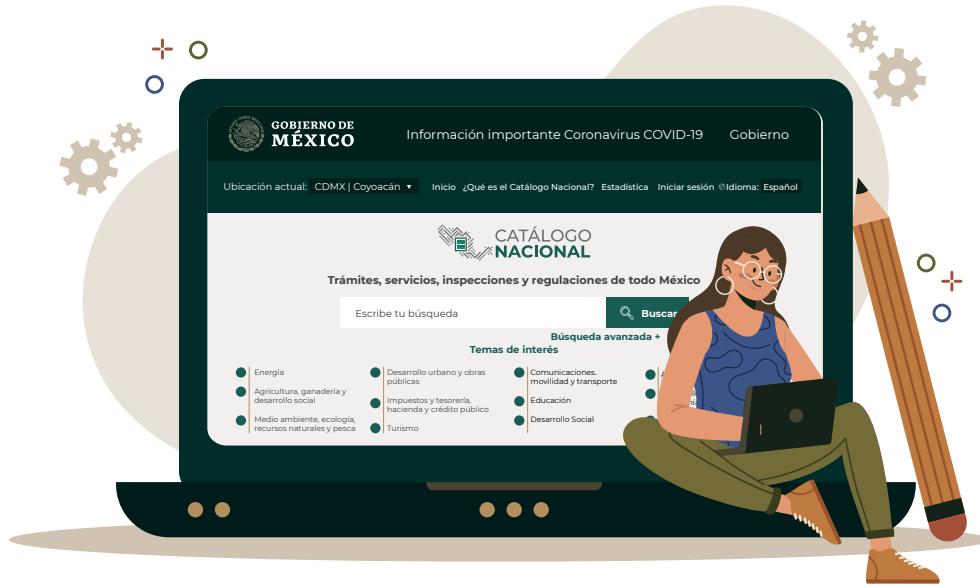 GOBIERNO DE
MÉXICO
Información importante Coronavirus COVID-19 Gobierno
Ubicación actual: CDMX | Coyoacán Inicio ¿Qué es el Catálogo Nacional? Estadística Iniciar sesión Idioma: Español
CATÁLOGO
NACIONAL
Trámites, servicios, inspecciones y regulaciones de todo México
Escribe tu búsqueda
Buscar
Búsqueda avanzada +
Temas de interés
Energía
Agricultura, ganadería y
desarrollo social
Medio ambiente, ecología,
recursos naturales y pesca
Desarrollo urbano y obras
públicas
Impuestos y tesorería,
hacienda y crédito público
Turismo
Comunicaciones.
movilidad y transporte
Educación
Desarrollo Social